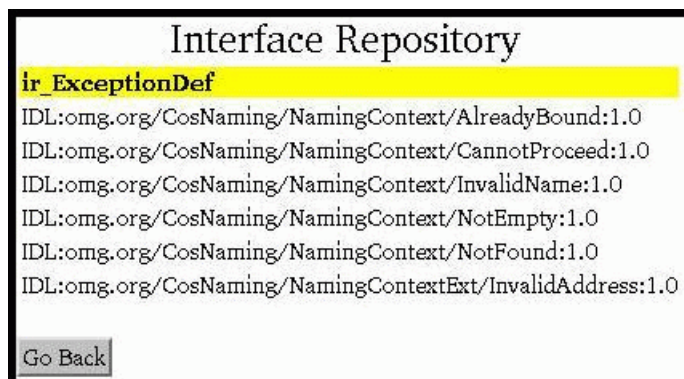 Interface Repository
ir_ExceptionDef
IDL:omg.org/CosNaming/NamingContext/AlreadyBound:1.0
IDL:omg.org/CosNaming/NamingContext/CannotProceed:1.0
IDL:omg.org/CosNaming/NamingContext/InvalidName:1.0
IDL:omg.org/CosNaming/NamingContext/NotEmpty:1.0
IDL:omg.org/CosNaming/NamingContext/NotFound:1.0
IDL:omg.org/CosNaming/NamingContextExt/InvalidAddress:1.0
Go Back